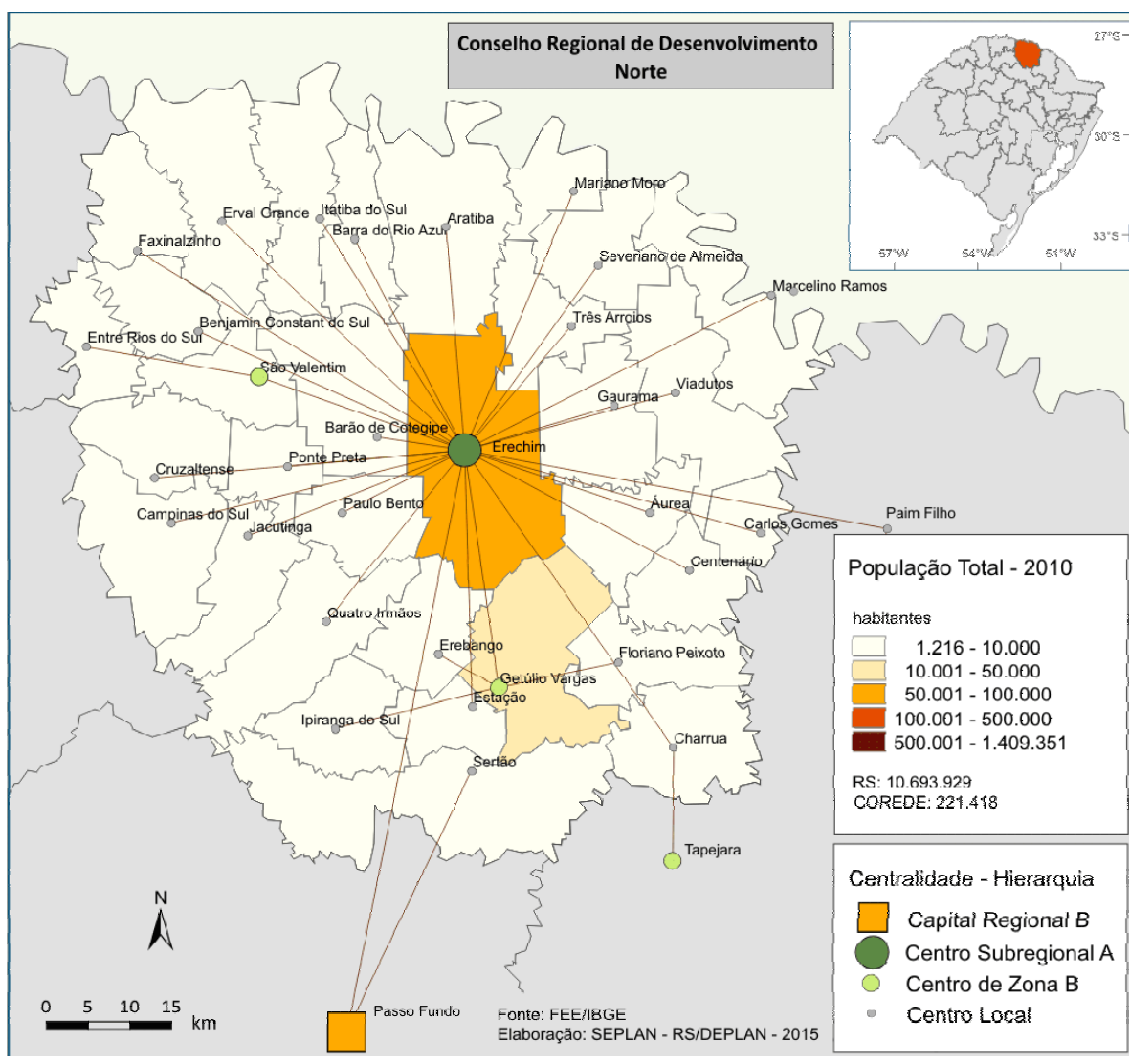 Conselho Regional de Desenvolvimento
Norte
27°S
30°S
33°S
57°W
54°W
51°W
Mariano Moro
Erval Grande
Itatiba do Sul
Aratiba
Barra do Rio Azul
Faxinalzinho
Severiano de Almeida
Marcelino Ramos
Três Arroios
Benjamin Constant do Sul
Entre Rios do Sul
São Valentim
Viadutos
Gaurama
Barão de Cotegipe
Erechim
Ponte Preta
Cruzaltense
Paulo Bento
Áurea
Campinas do Sul
Jacutinga
Carlos Gomes
Paim Filho
Centenário
Quatro Irmãos
Erebango
Floriano Peixoto
Getúlio Vargas
Estação
Ipiranga do Sul
Charrua
Sertão
Tapejara
Passo Fundo
População Total - 2010
habitantes
1.216 - 10.000
10.001 - 50.000
50.001 - 100.000
100.001 - 500.000
500.001 - 1.409.351
RS: 10.693.929
COREDE: 221.418
Centralidade - Hierarquia
Capital Regional B
Centro Subregional A
Centro de Zona B
Centro Local
N
0 5 10 15
km
Fonte: FEE/IBGE
Elaboração: SEPLAN - RS/DEPLAN - 2015